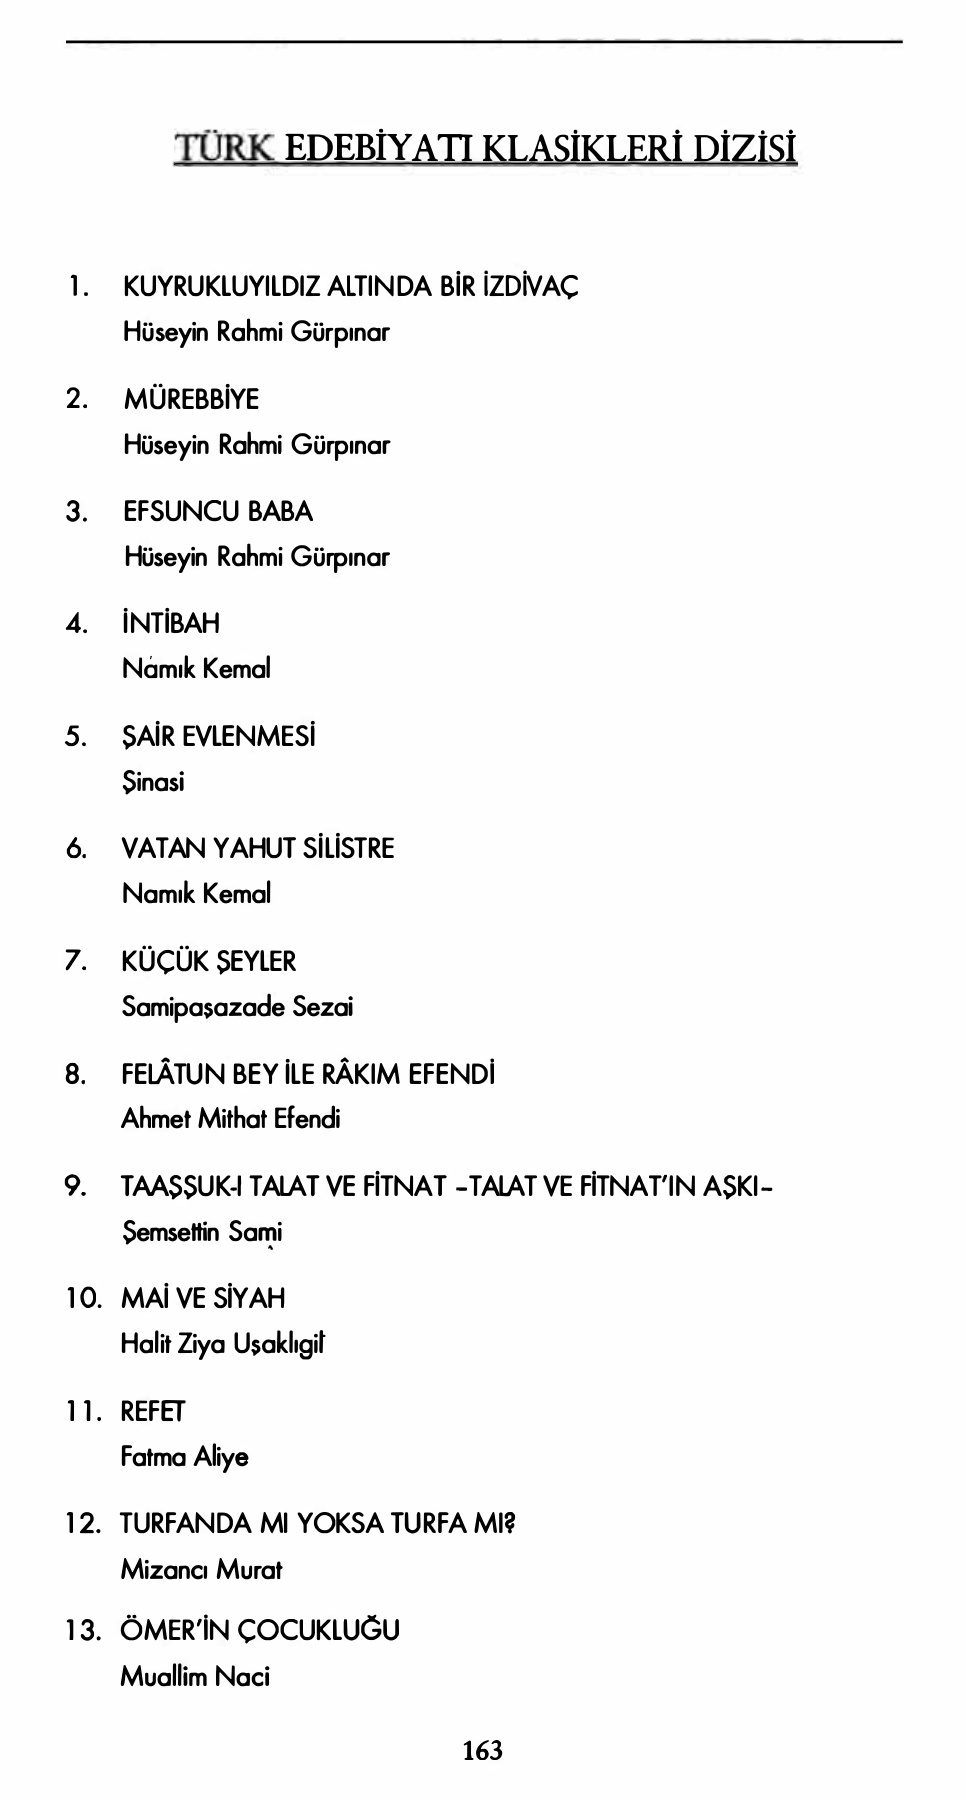 TÜRK EDEBİYATI KLASİKLERİ DİZİSİ
1. KUYRUKLUYILDIZ ALTINDA BİR İZDİVAÇ
Hüseyin Rahmi Gürpınar
2. MÜREBBİYE
Hüseyin Rahmi Gürpınar
3. EFSUNCU BABA
Hüseyin Rahmi Gürpınar
4. İNTİBAH
Namık Kemal
5. ŞAİR EVLENMESİ
Şinasi
6. VATAN YAHUT SİLİSTRE
Namık Kemal
7. KÜÇÜK ŞEYLER
Samipaşazade Sezai
8. FELÂTUN BEY İLE RÂKIM EFENDİ
Ahmet Mithat Efendi
9. TAAŞŞUK-I TALAT VE FİTNAT -TALAT VE FİTNAT'IN AŞKI-
Şemsettin Sami
10. MAİ VE SİYAH
Halit Ziya Uşaklıgil
11. REFET
Fatma Aliye
12. TURFANDA MI YOKSA TURFA MI?
Mizancı Murat
13. ÖMER'İN ÇOCUKLUĞU
Muallim Naci
163